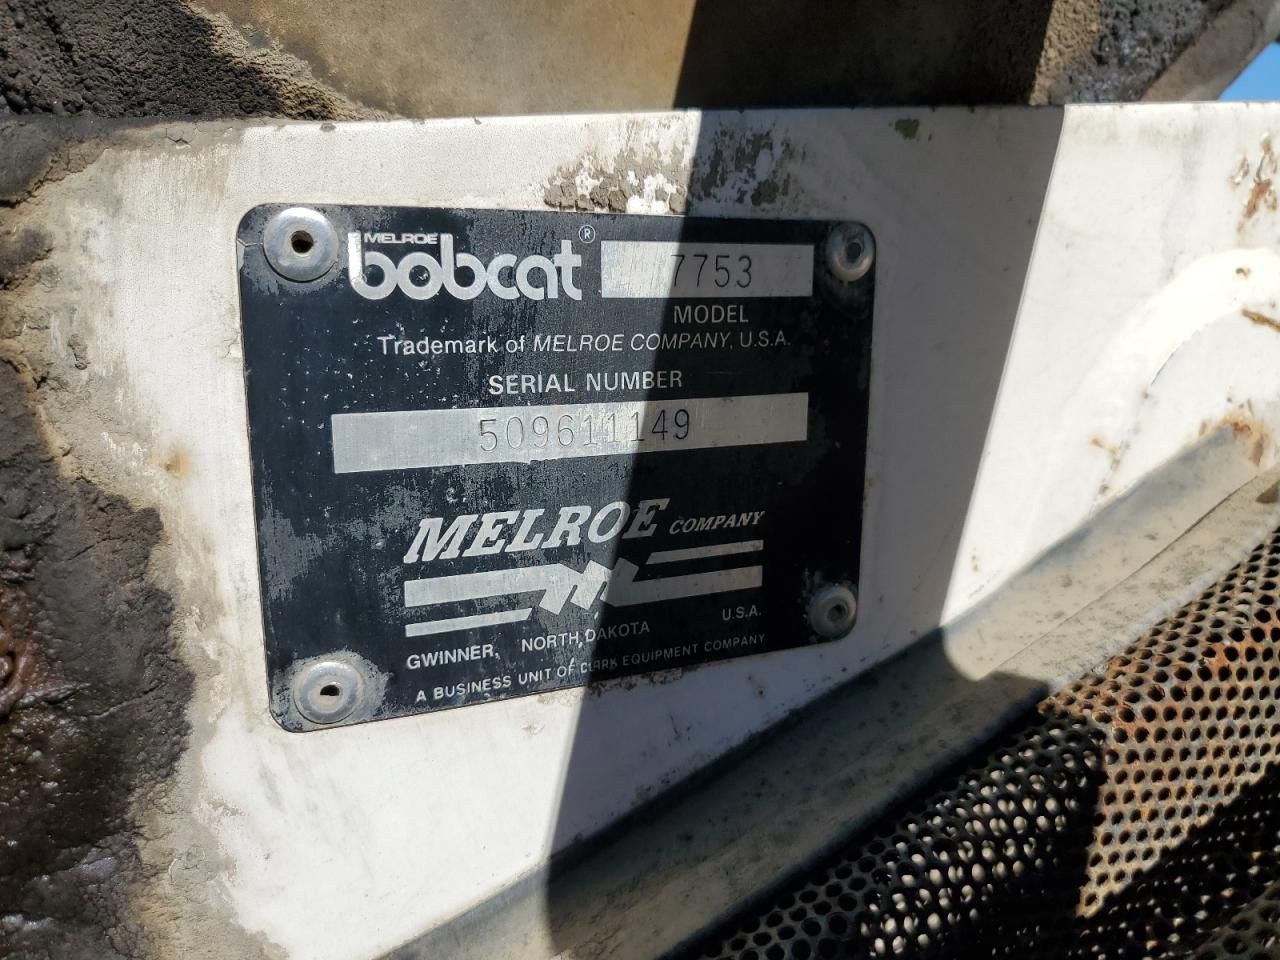 MELROE
bobcat ® 7753
MODEL
Trademark of MELROE COMPANY, U.S.A.
SERIAL NUMBER
509611149
MELROE COMPANY
GWINNER, NORTH DAKOTA U.S.A.
A BUSINESS UNIT OF CLARK EQUIPMENT COMPANY